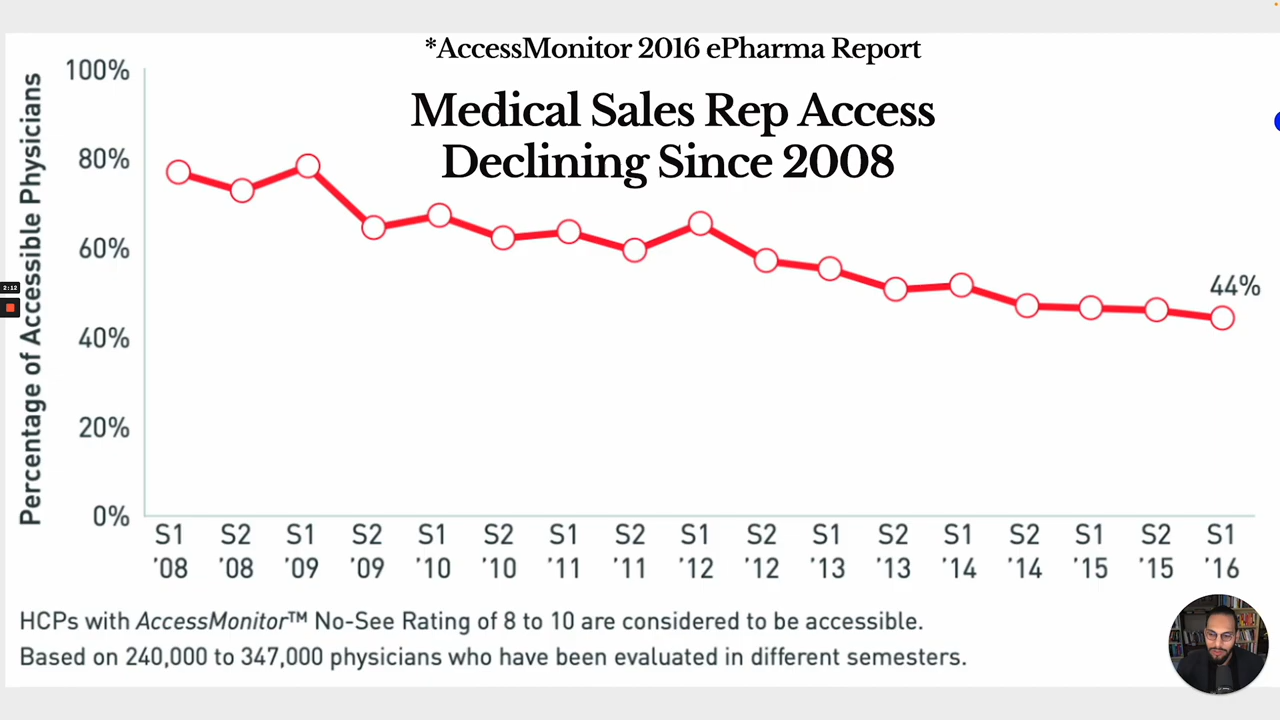 *AccessMonitor 2016 ePharma Report
Medical Sales Rep Access
Declining Since 2008
Percentage of Accessible Physicians
100%
80%
60%
40%
20%
0%
44%
2:12
S1 S2 S1 S2 S1 S2 S1 S2 S1 S2 S1 S2 S1 S2 S1 S2 S1
'08 '08 '09 '09 '10 '10 '11 '11 '12 '12 '13 '13 '14 '14 '15 '15 '16
HCPs with AccessMonitor™ No-See Rating of 8 to 10 are considered to be accessible.
Based on 240,000 to 347,000 physicians who have been evaluated in different semesters.